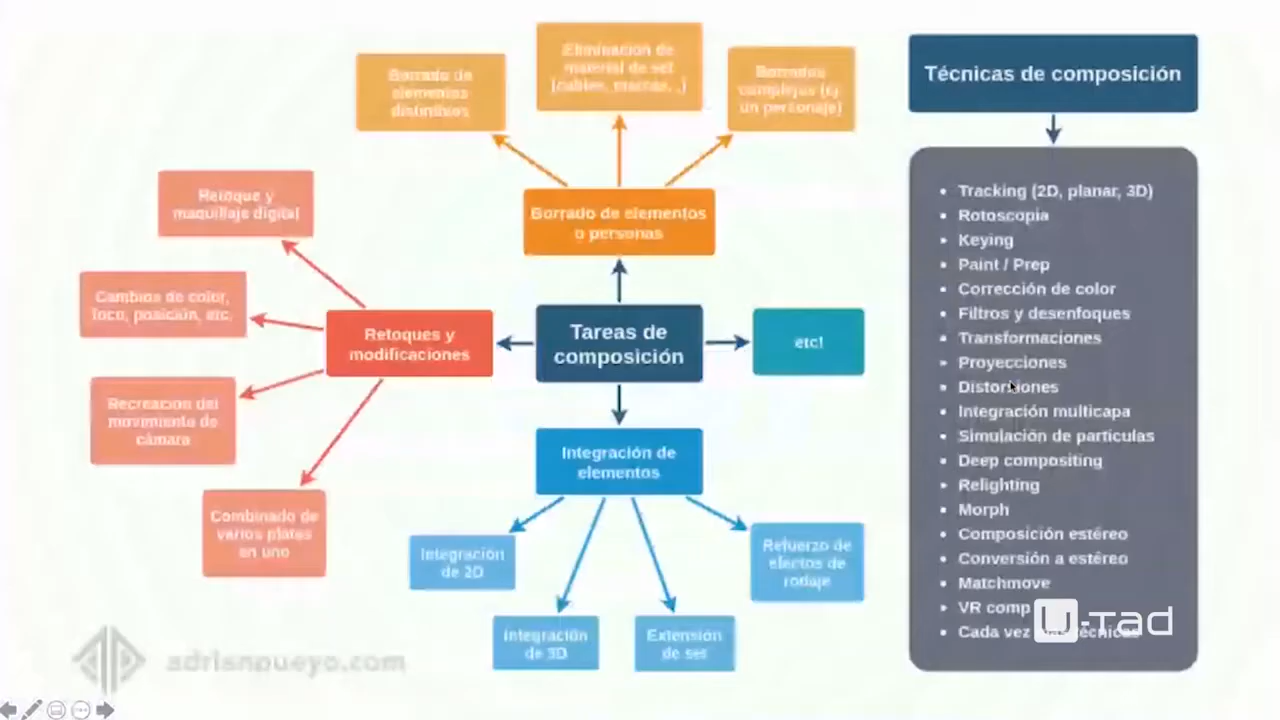 Eliminación de
material de set
(cables, marcas...)
Borrado de
elementos
distintivos
Borrados
complejos (ej.
un personaje)
Técnicas de composición
Borrado de elementos
o personas
Retoque y
maquillaje digital
Cambios de color,
foco, posición, etc.
Retoques y
modificaciones
Tareas de
composición
etc!
Recreación del
movimiento de
cámara
Combinado de
varios plates
en uno
Integración de
elementos
Integración
de 2D
Integración
de 3D
Extensión
de set
Refuerzo de
efectos de
rodaje
• Tracking (2D, planar, 3D)
• Rotoscopia
• Keying
• Paint / Prep
• Corrección de color
• Filtros y desenfoques
• Transformaciones
• Proyecciones
• Distorsiones
• Integración multicapa
• Simulación de partículas
• Deep compositing
• Relighting
• Morph
• Composición estéreo
• Conversión a estéreo
• Matchmove
• VR comp
• Cada vez más técnicas
U-tad
adrianpueyo.com